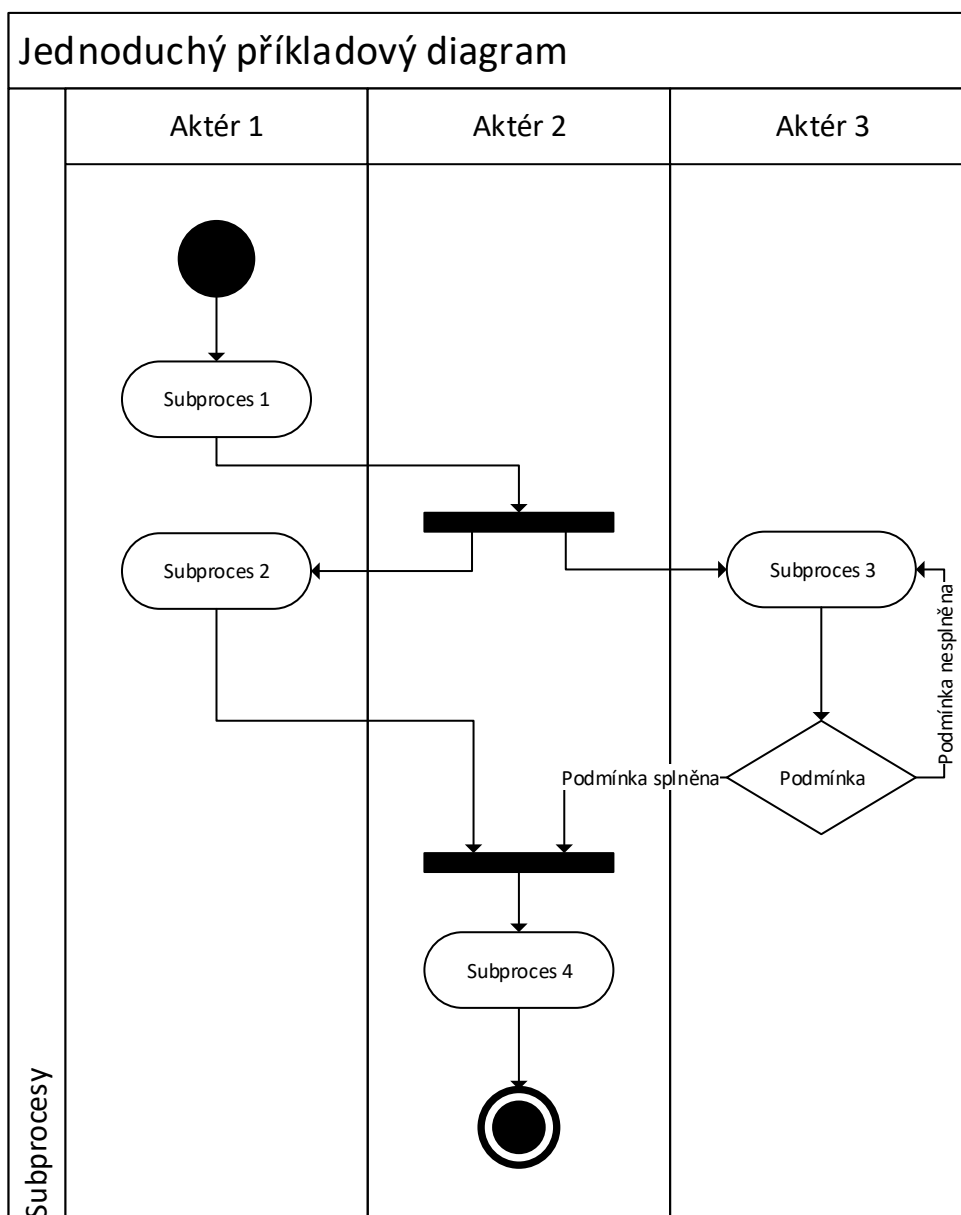 Jednoduchý příkladový diagram
Aktér 1
Aktér 2
Aktér 3
Subproces 1
Subproces 2
Subproces 3
Podmínka nesplněna
Podmínka splněna
Podmínka
Subproces 4
Subprocesy